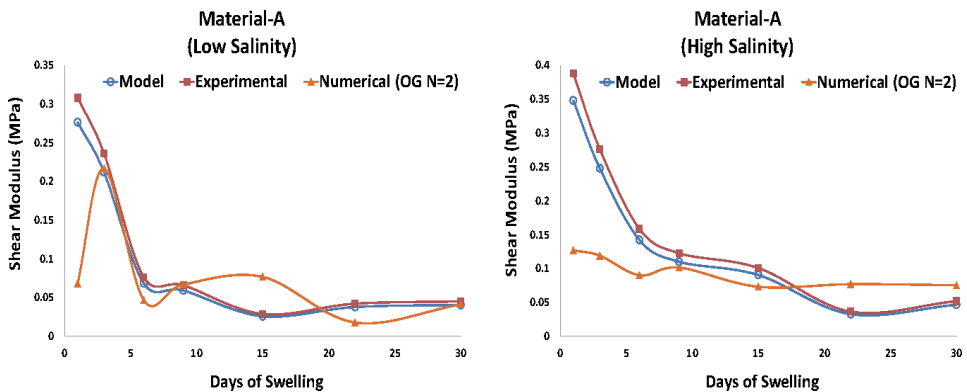 Material-A
(Low Salinity)
0.35
0.3
0.25
0.2
0.15
0.1
0.05
0
Shear Modulus (MPa)
Model Experimental Numerical (OG N=2)
0 5 10 15 20 25 30
Days of Swelling
Material-A
(High Salinity)
0.4
0.35
0.3
0.25
0.2
0.15
0.1
0.05
0
Shear Modulus (MPa)
Model Experimental Numerical (OG N=2)
0 5 10 15 20 25 30
Days of Swelling